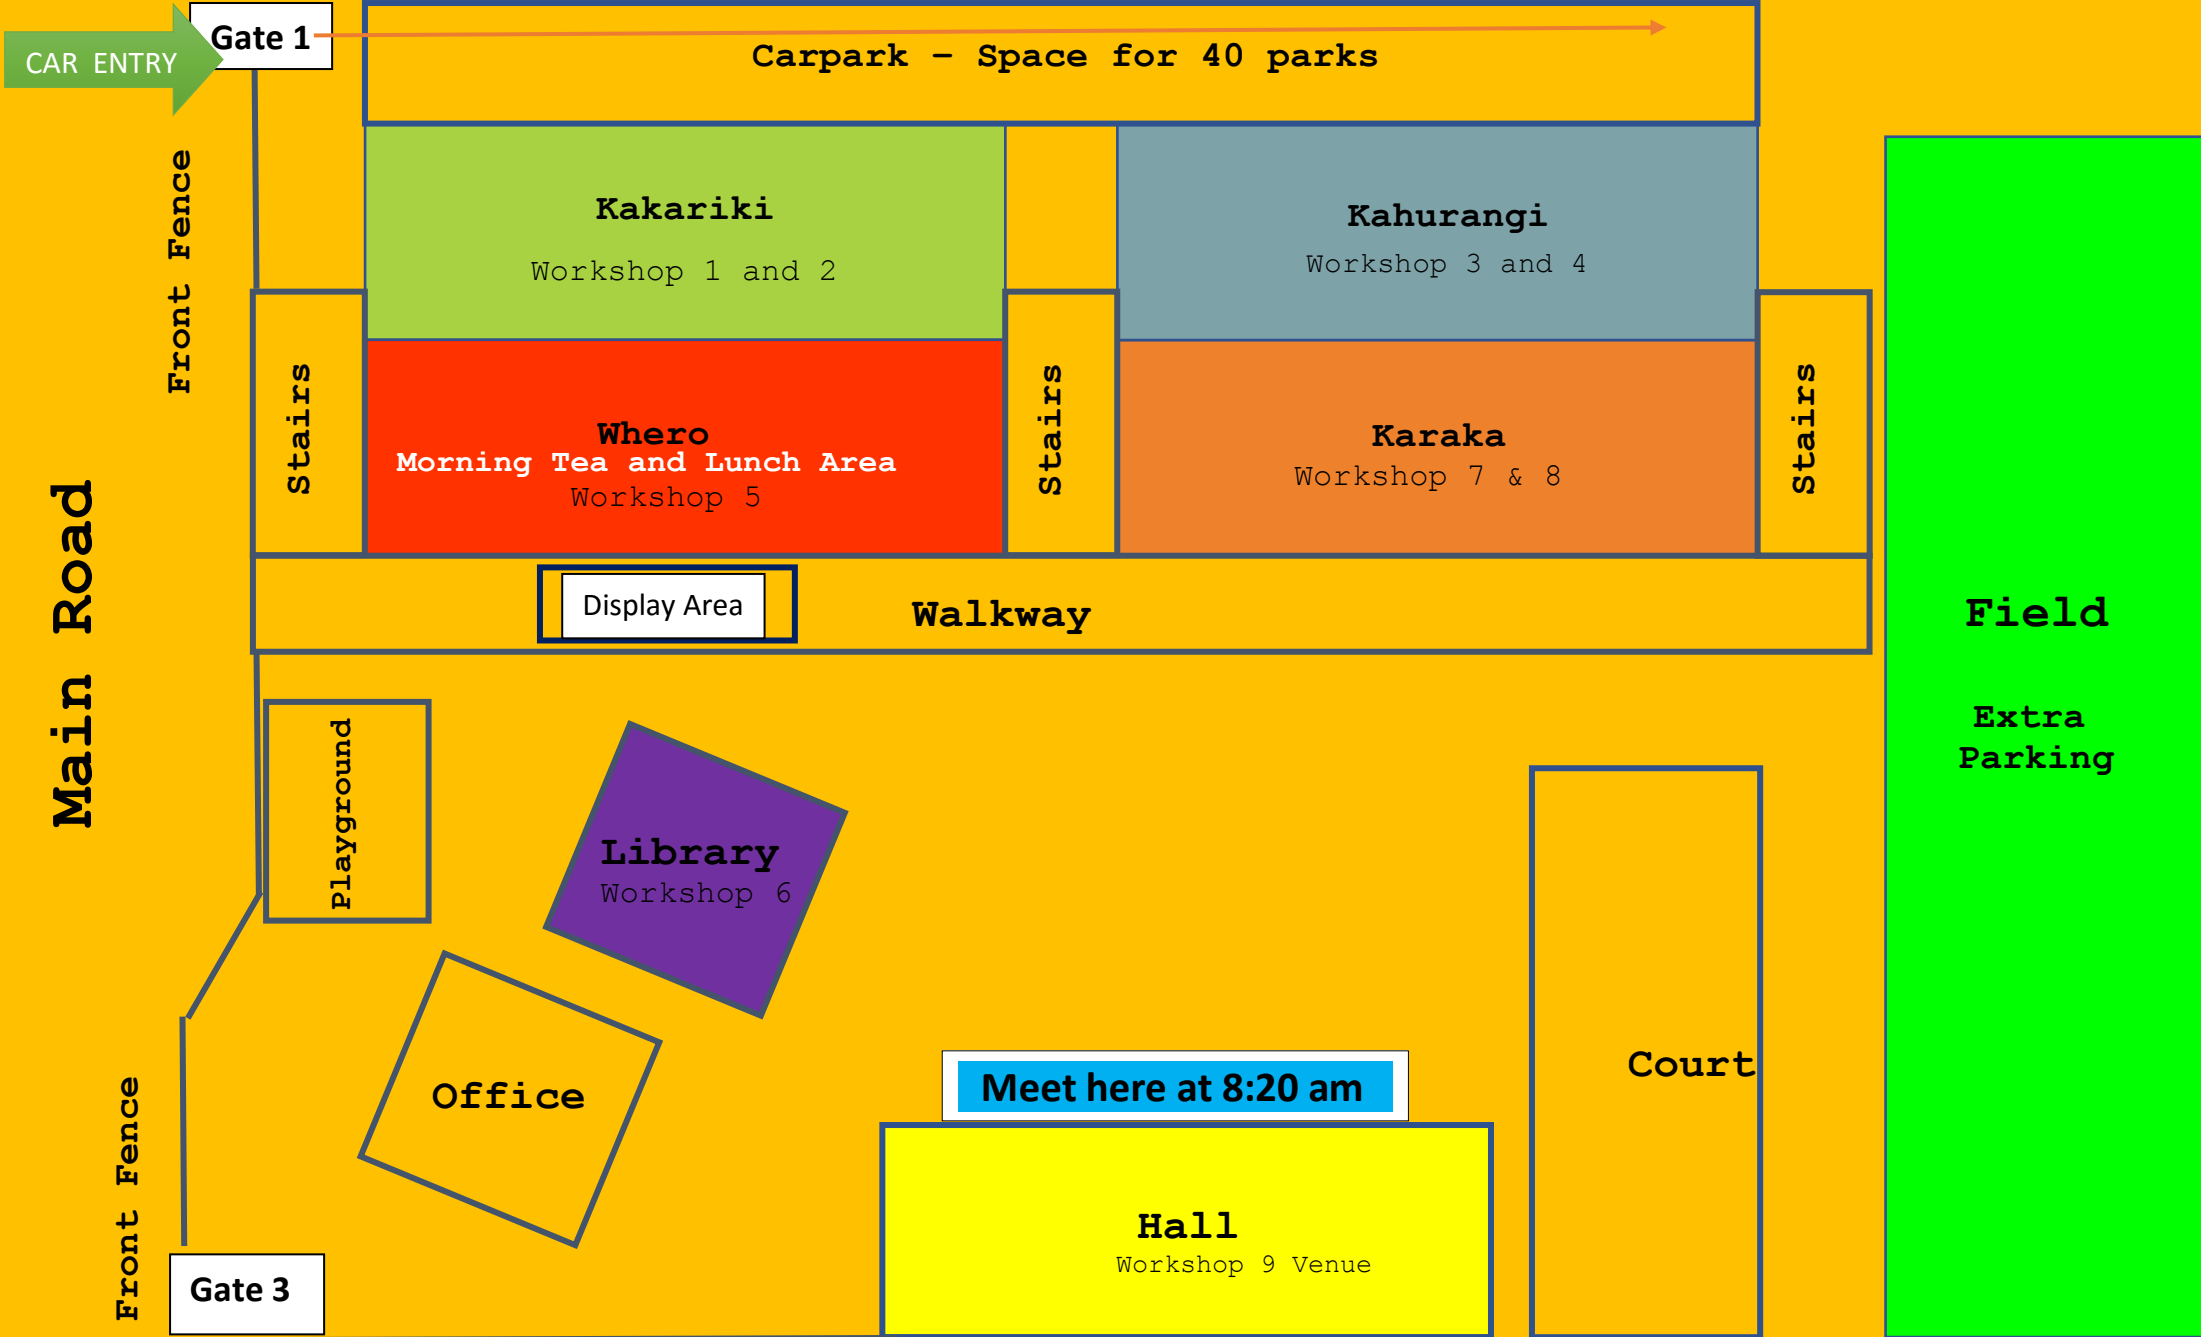 Gate 1
CAR  ENTRY
Carpark – Space for 40 parks
Front Fence
Kakariki
Workshop 1 and 2
Kahurangi
Workshop 3 and 4
Stairs
Whero
Morning Tea and Lunch Area
Workshop 5
Stairs
Karaka
Workshop 7 & 8
Stairs
Main Road
Display Area
Walkway
Field
Extra
Parking
Playground
Library
Workshop 6
Office
Meet here at 8:20 am
Court
Front Fence
Hall
Workshop 9 Venue
Gate 3